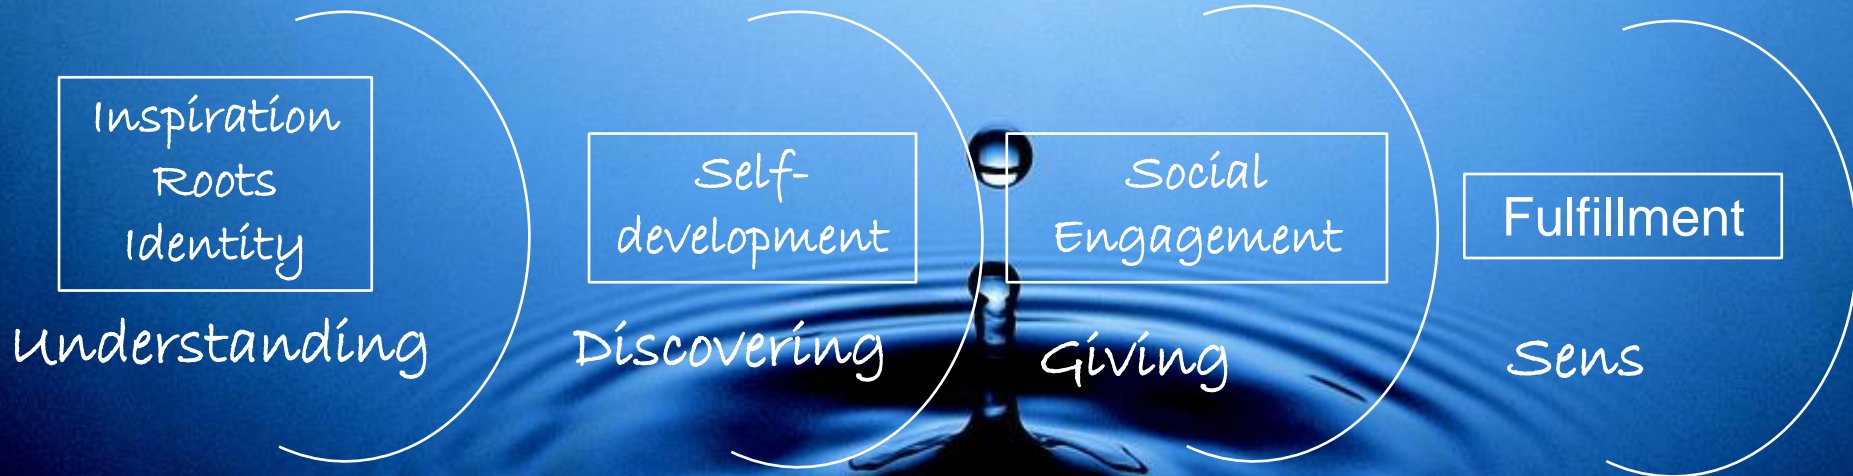 Inspiration
Roots
Identity
Understanding
Self-
development
Discovering
Social
Engagement
Giving
Fulfillment
Sens